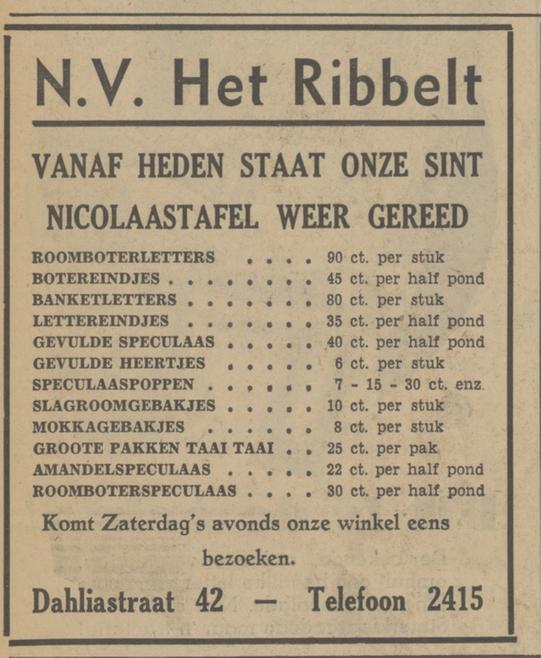 N.V. Het Ribbelt
VANAF HEDEN STAAT ONZE SINT
NICOLAASTAFEL WEER GEREED
ROOMBOTERLETTERS . . . . 90 ct. per stuk
BOTEREINDJES . . . . . . . 45 ct. per half pond
BANKETLETTERS . . . . . . 80 ct. per stuk
LETTEREINDJES . . . . . . 35 ct. per half pond
GEVULDE SPECULAAS . . . . 40 ct. per half pond
GEVULDE HEERTJES . . . . 6 ct. per stuk
SPECULAASPOPPEN . . . . . 7 - 15 - 30 ct. enz.
SLAGROOMGEBAKJES . . . . 10 ct. per stuk
MOKKAGEBAKJES . . . . . 8 ct. per stuk
GROOTE PAKKEN TAAI TAAI . . 25 ct. per pak
AMANDELSPECULAAS . . . . 22 ct. per half pond
ROOMBOTERSPECULAAS . . . . 30 ct. per half pond
Komt Zaterdag's avonds onze winkel eens
bezoeken.
Dahliastraat 42 — Telefoon 2415